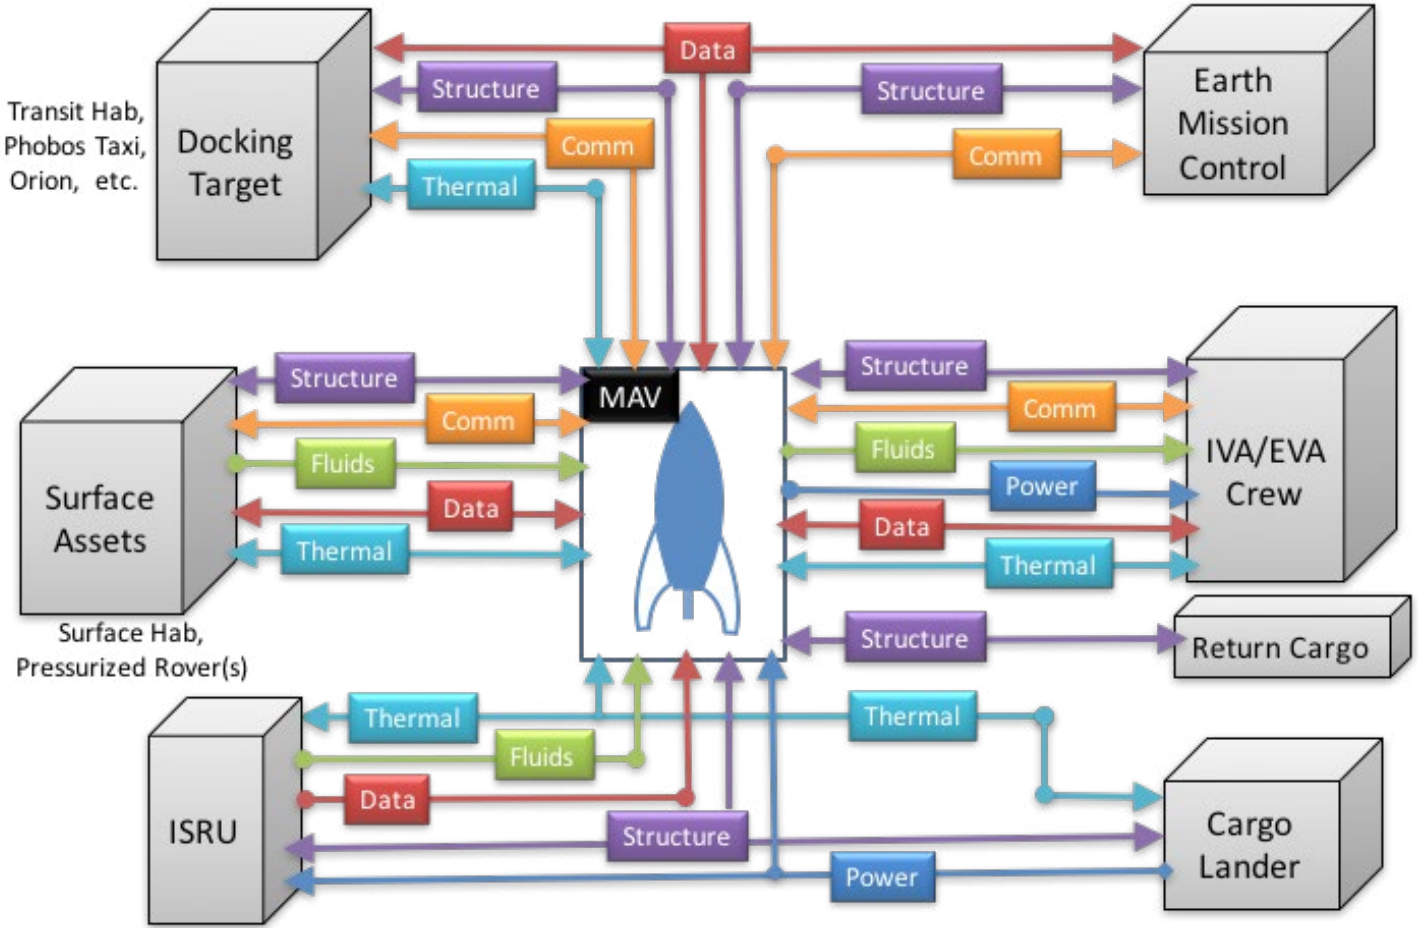 Data
Structure
Structure
Earth
Mission
Control
Transit Hab,
Phobos Taxi,
Orion, etc.
Docking
Target
Comm
Comm
Thermal
Structure
Structure
MAV
Comm
Comm
Fluids
Fluids
Surface
Assets
Power
IVA/EVA
Crew
Data
Data
Thermal
Thermal
Surface Hab,
Pressurized Rover(s)
Structure
Return Cargo
Thermal
Thermal
Fluids
Data
ISRU
Structure
Cargo
Lander
Power